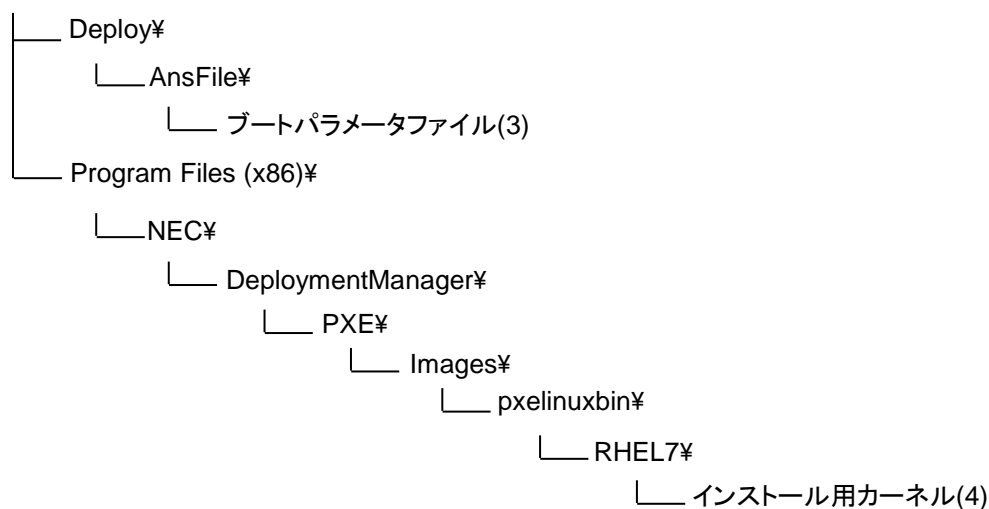 Deploy¥
AnsFile¥
ブートパラメータファイル(3)
Program Files (x86)¥
NEC¥
DeploymentManager¥
PXE¥
Images¥
pxelinuxbin¥
RHEL7¥
インストール用カーネル(4)